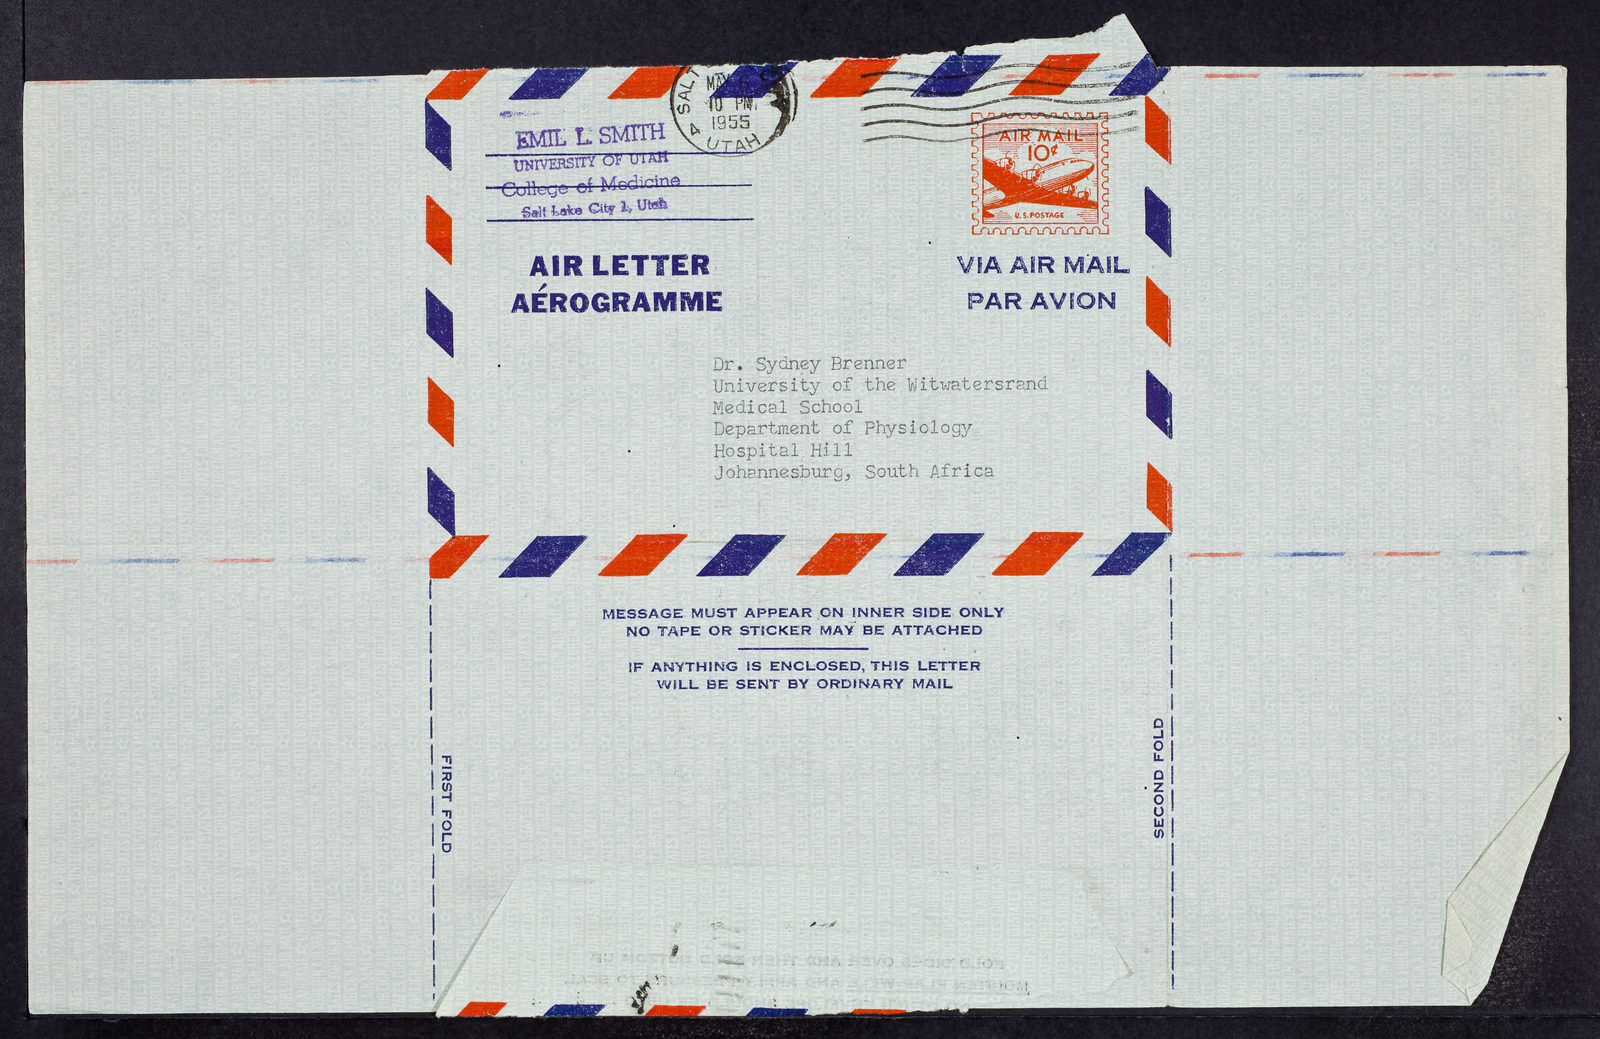 MAY 6
10 PM
1955
4 SALT
UTAH
EMIL L. SMITH
UNIVERSITY OF UTAH
College of Medicine
Salt Lake City 1, Utah
AIR MAIL
10¢
U.S. POSTAGE
AIR LETTER
AÉROGRAMME
VIA AIR MAIL
PAR AVION
Dr. Sydney Brenner
University of the Witwatersrand
Medical School
Department of Physiology
Hospital Hill
Johannesburg, South Africa
MESSAGE MUST APPEAR ON INNER SIDE ONLY
NO TAPE OR STICKER MAY BE ATTACHED
IF ANYTHING IS ENCLOSED, THIS LETTER
WILL BE SENT BY ORDINARY MAIL
FIRST FOLD
SECOND FOLD